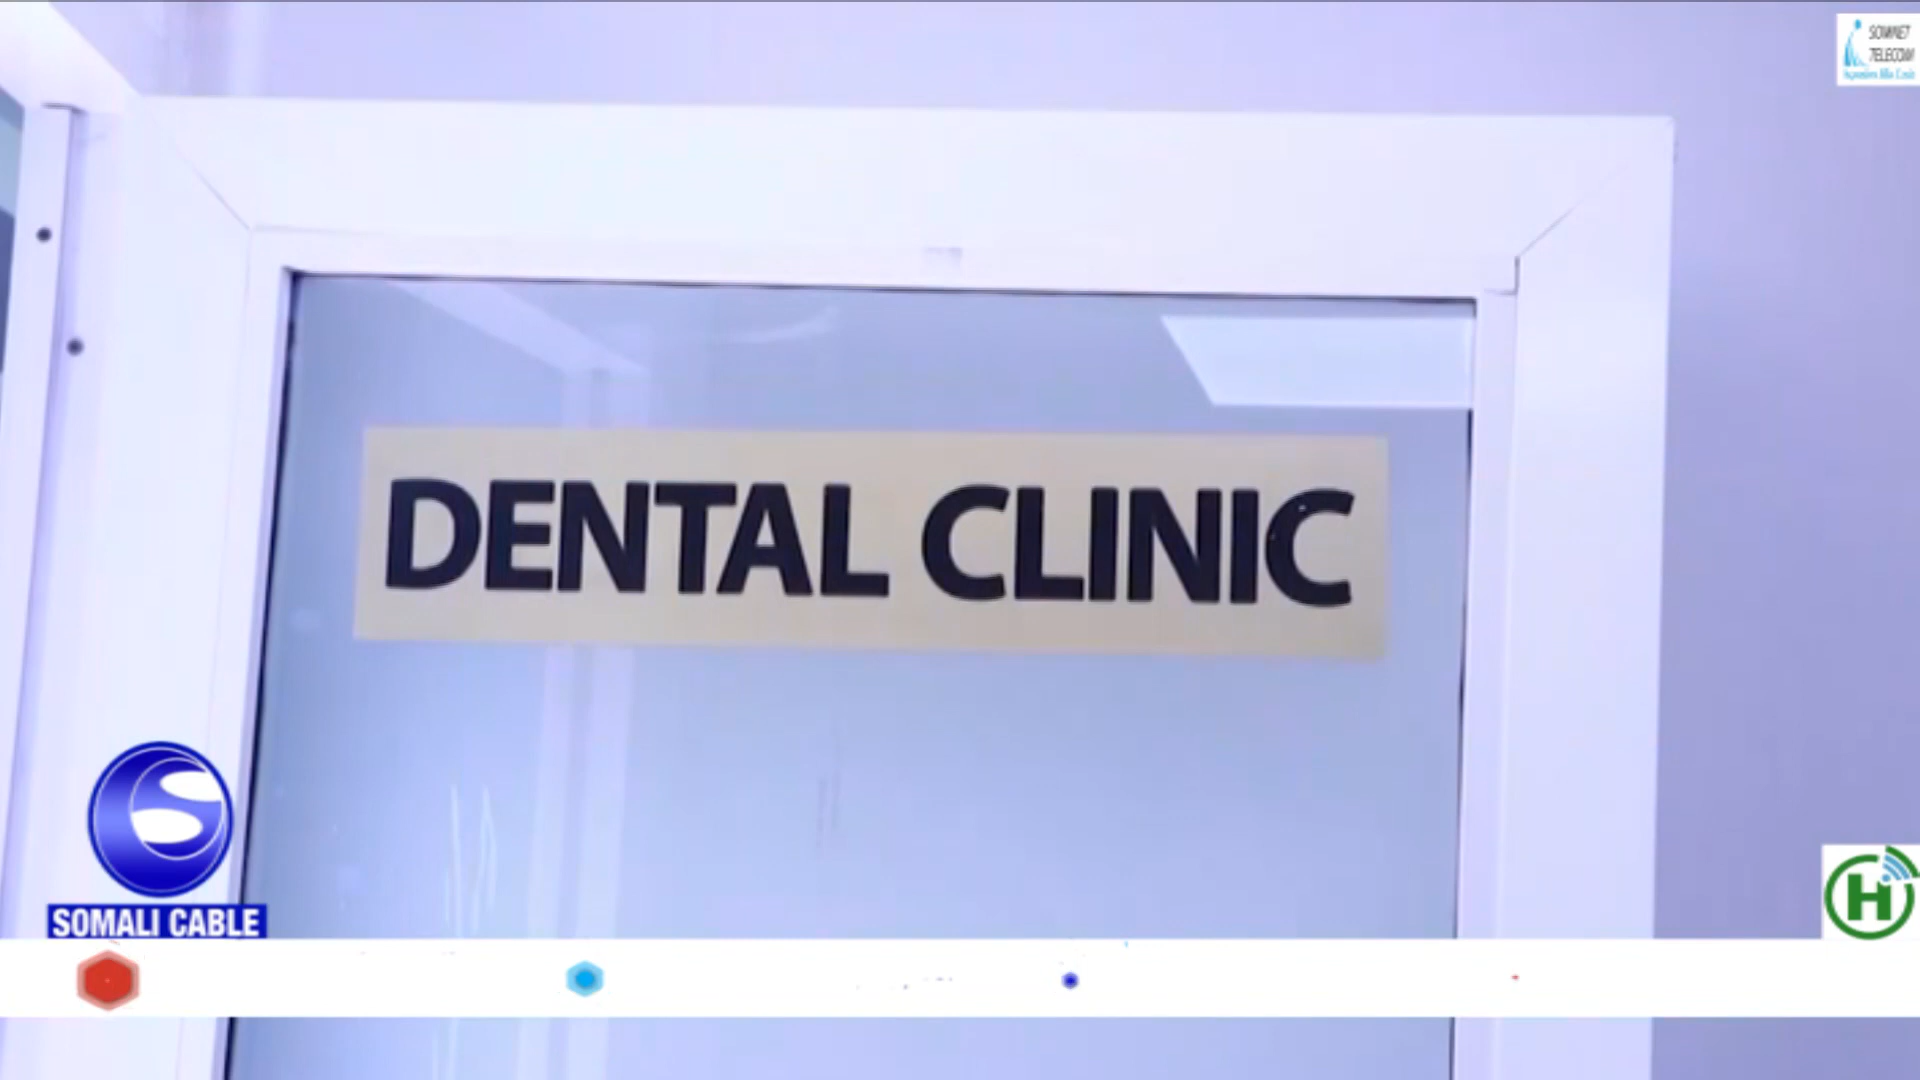 SOMNET
TELECOM
DENTAL CLINIC
SOMALI CABLE
H